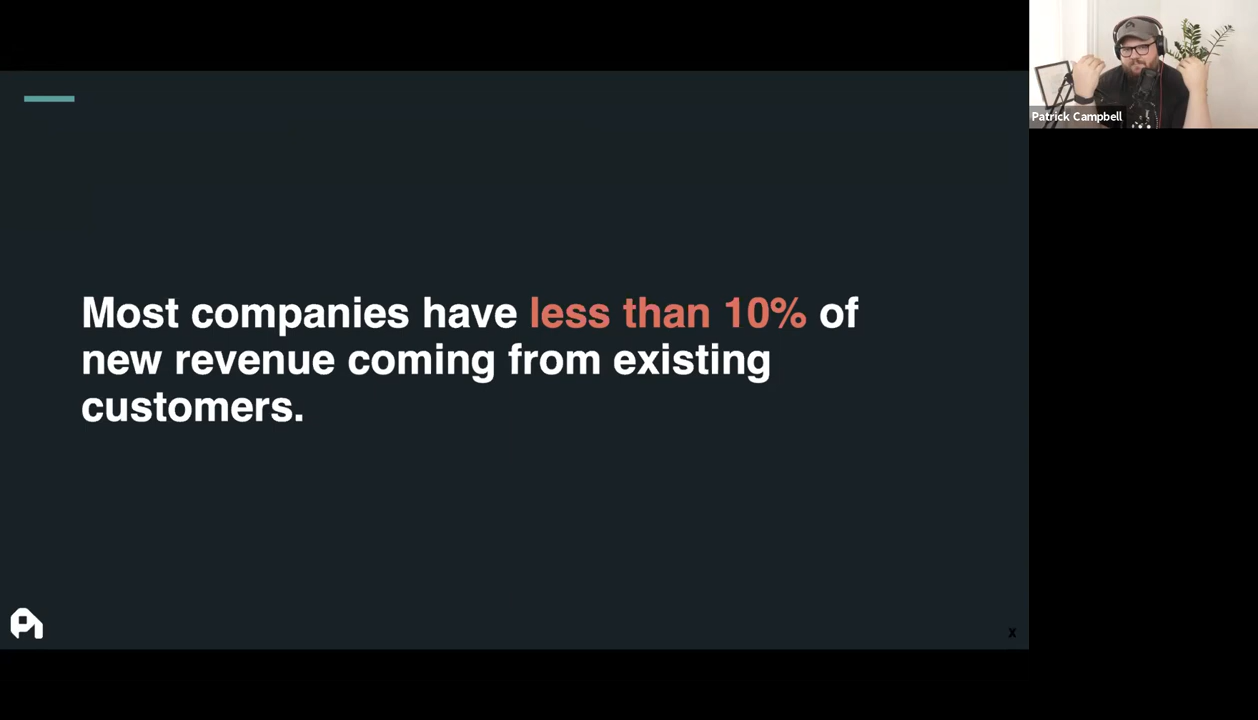 Most companies have less than 10% of
new revenue coming from existing
customers.
Patrick Campbell
x